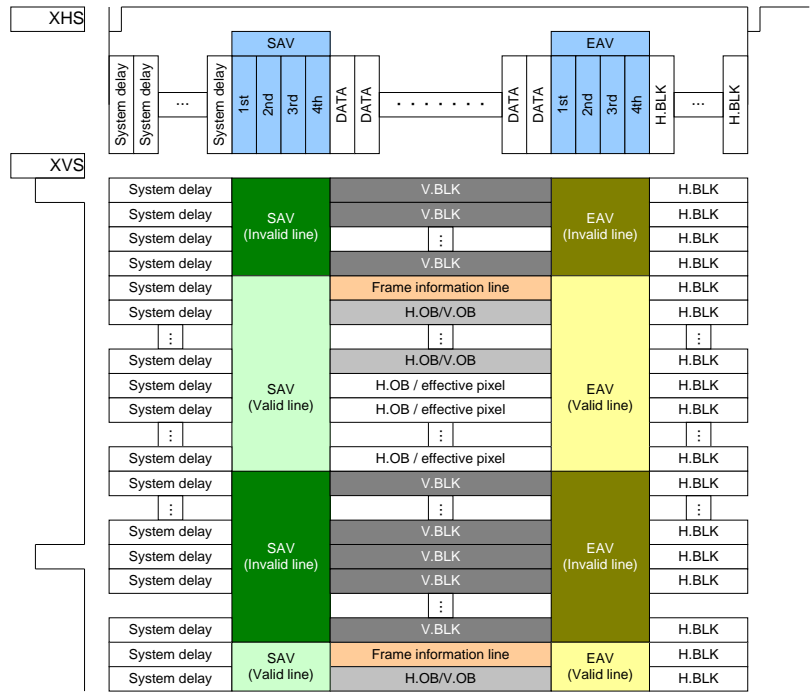 XHS
SAV
EAV
System delay
System delay
...
System delay
1st
2nd
3rd
4th
DATA
DATA
. . . . . . .
DATA
DATA
1st
2nd
3rd
4th
H.BLK
...
H.BLK
XVS
System delay
V.BLK
H.BLK
System delay
SAV
(Invalid line)
V.BLK
EAV
(Invalid line)
H.BLK
System delay
...
H.BLK
System delay
V.BLK
H.BLK
System delay
Frame information line
H.BLK
System delay
H.OB/V.OB
H.BLK
...
...
...
System delay
H.OB/V.OB
H.BLK
System delay
SAV
(Valid line)
H.OB / effective pixel
EAV
(Valid line)
H.BLK
System delay
H.OB / effective pixel
H.BLK
...
...
...
System delay
H.OB / effective pixel
H.BLK
System delay
V.BLK
H.BLK
...
...
...
System delay
V.BLK
H.BLK
System delay
SAV
(Invalid line)
V.BLK
EAV
(Invalid line)
H.BLK
System delay
V.BLK
H.BLK
...
System delay
V.BLK
H.BLK
System delay
SAV
(Valid line)
Frame information line
EAV
(Valid line)
H.BLK
System delay
H.OB/V.OB
H.BLK